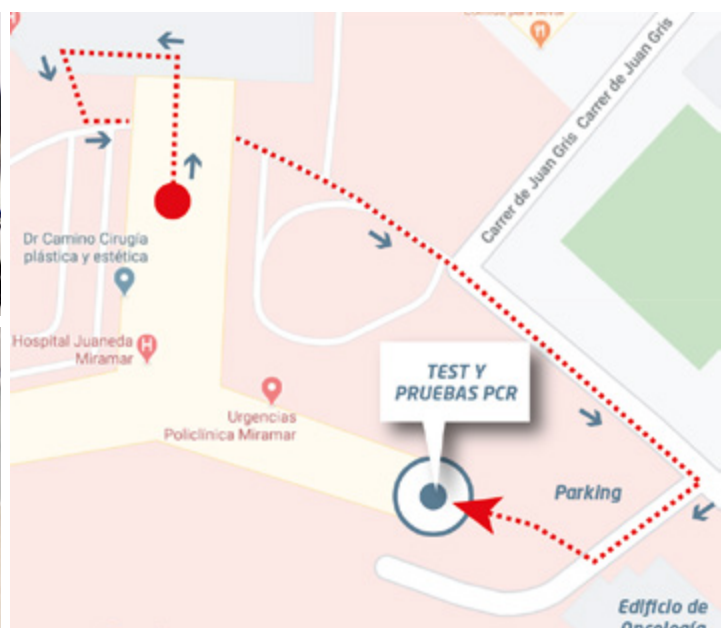 Carrer de Juan Gris
Carrer de Juan Gris
Dr Camino Cirugía
plástica y estética
Hospital Juaneda
Miramar
H
TEST Y
PRUEBAS PCR
Urgencias
Policlínica Miramar
Parking
Edificio de
Oncología